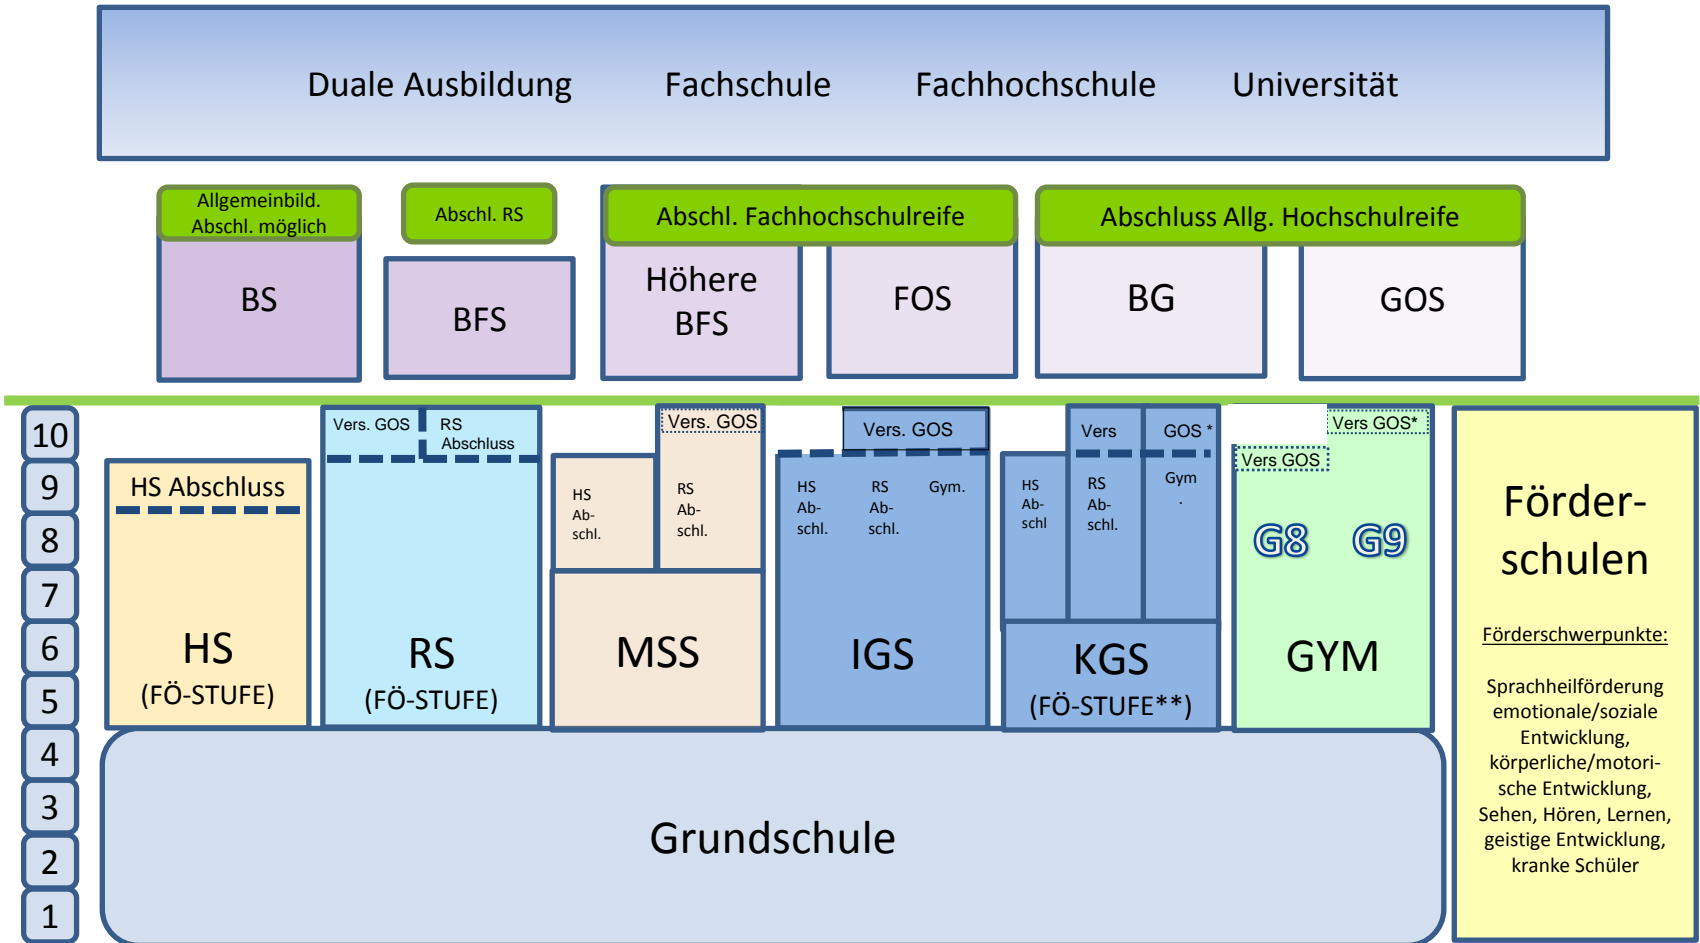 Duale Ausbildung Fachschule Fachhochschule Universität
Allgemeinbild.
Abschl. möglich
BS
Abschl. RS
BFS
Abschl. Fachhochschulreife
Höhere
BFS
FOS
Abschluss Allg. Hochschulreife
BG
GOS
10
9
8
7
6
5
4
3
2
1
HS Abschluss
HS
(FÖ-STUFE)
Vers. GOS
RS
Abschluss
RS
(FÖ-STUFE)
HS
Ab-
schl.
Vers. GOS
RS
Ab-
schl.
MSS
Vers. GOS
HS
Ab-
schl.
RS
Ab-
schl.
Gym.
IGS
HS
Ab-
schl
Vers
RS
Ab-
schl.
GOS *
Gym
.
KGS
(FÖ-STUFE**)
Vers GOS*
Vers GOS
G8
G9
GYM
Grundschule
Förder-
schulen
Förderschwerpunkte:
Sprachheilförderung
emotionale/soziale
Entwicklung,
körperliche/motori-
sche Entwicklung,
Sehen, Hören, Lernen,
geistige Entwicklung,
kranke Schüler